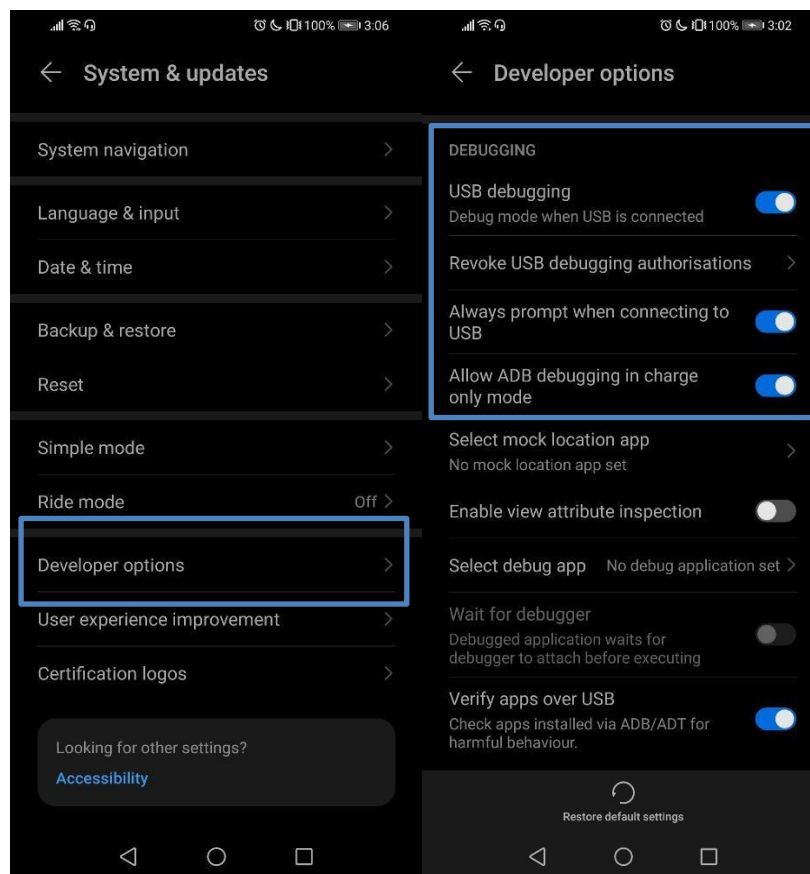 100% 3:06
System & updates
System navigation
Language & input
Date & time
Backup & restore
Reset
Simple mode
Ride mode Off
Developer options
User experience improvement
Certification logos
Looking for other settings?
Accessibility
100% 3:02
Developer options
DEBUGGING
USB debugging
Debug mode when USB is connected
Revoke USB debugging authorisations
Always prompt when connecting to
USB
Allow ADB debugging in charge
only mode
Select mock location app
No mock location app set
Enable view attribute inspection
Select debug app No debug application set
Wait for debugger
Debugged application waits for
debugger to attach before executing
Verify apps over USB
Check apps installed via ADB/ADT for
harmful behaviour.
Restore default settings